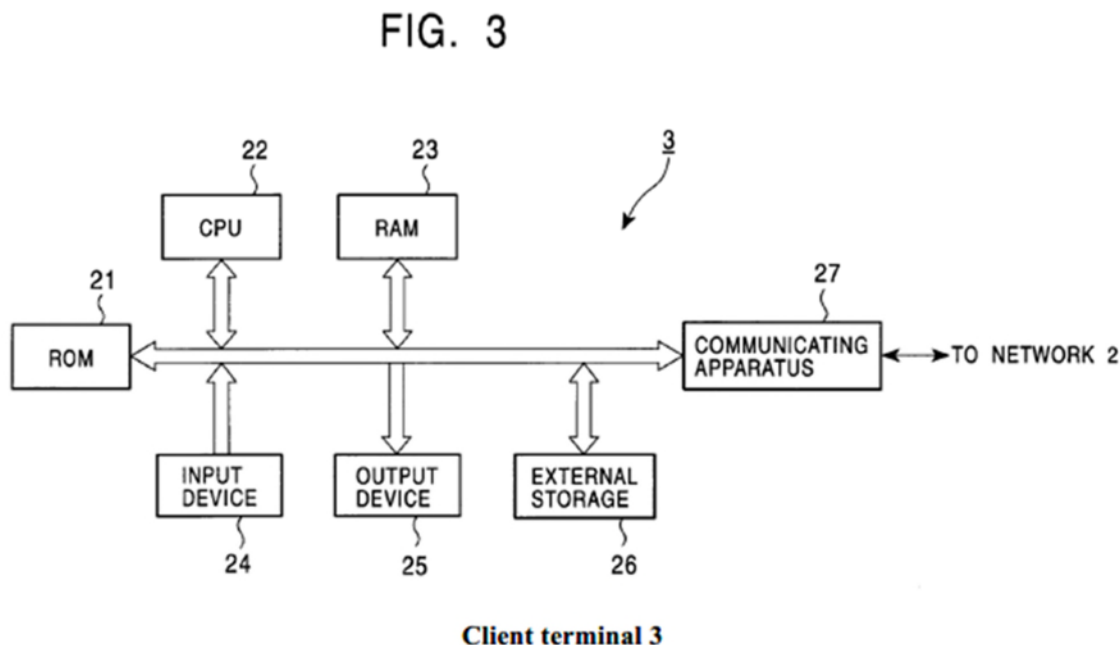 FIG. 3
22
23
3
CPU
RAM
21
27
ROM
COMMUNICATING
APPARATUS
TO NETWORK 2
INPUT
DEVICE
OUTPUT
DEVICE
EXTERNAL
STORAGE
24
25
26
Client terminal 3